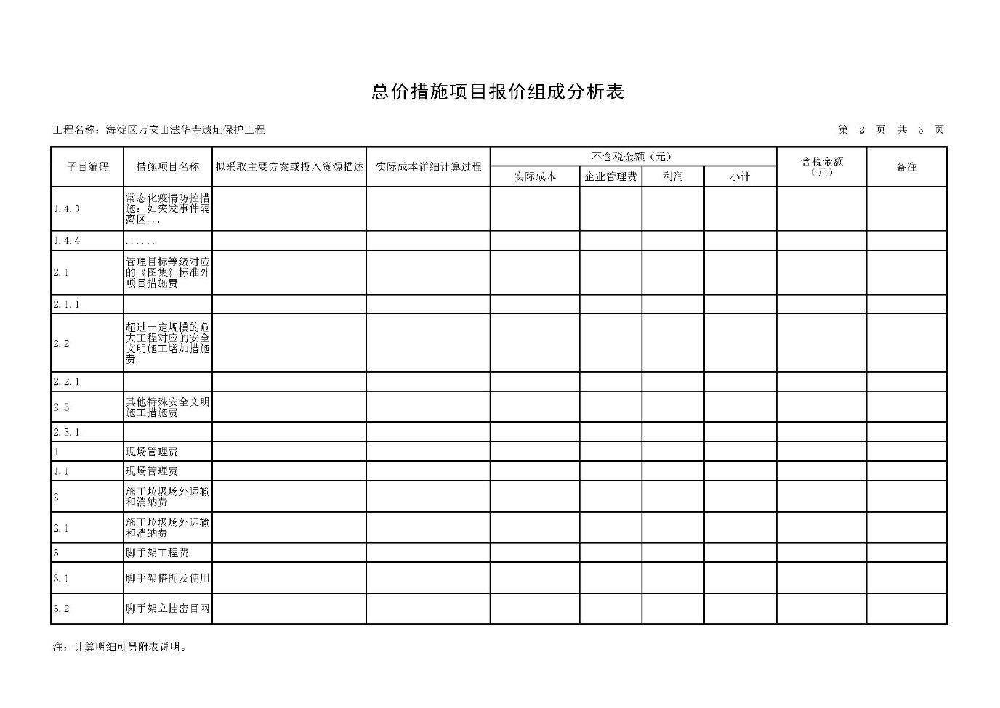 总价措施项目报价组成分析表
工程名称：海淀区万安山法华寺遗址保护工程
第 2 页 共 3 页
子目编码 措施项目名称 拟采取主要方案或投入资源描述 实际成本详细计算过程 不含税金额（元） 含税金额（元） 备注
实际成本 企业管理费 利润 小计
1.4.3 常态化疫情防控措
施：如突发事件隔
离区...
1.4.4 ......
2.1 管理目标等级对应
的《图集》标准外
项目措施费
2.1.1
2.2 超过一定规模的危
大工程对应的安全
文明施工增加措施
费
2.2.1
2.3 其他特殊安全文明
施工措施费
2.3.1
1 现场管理费
1.1 现场管理费
2 施工垃圾场外运输
和消纳费
2.1 施工垃圾场外运输
和消纳费
3 脚手架工程费
3.1 脚手架搭拆及使用
3.2 脚手架立挂密目网
注：计算明细可另附表说明。